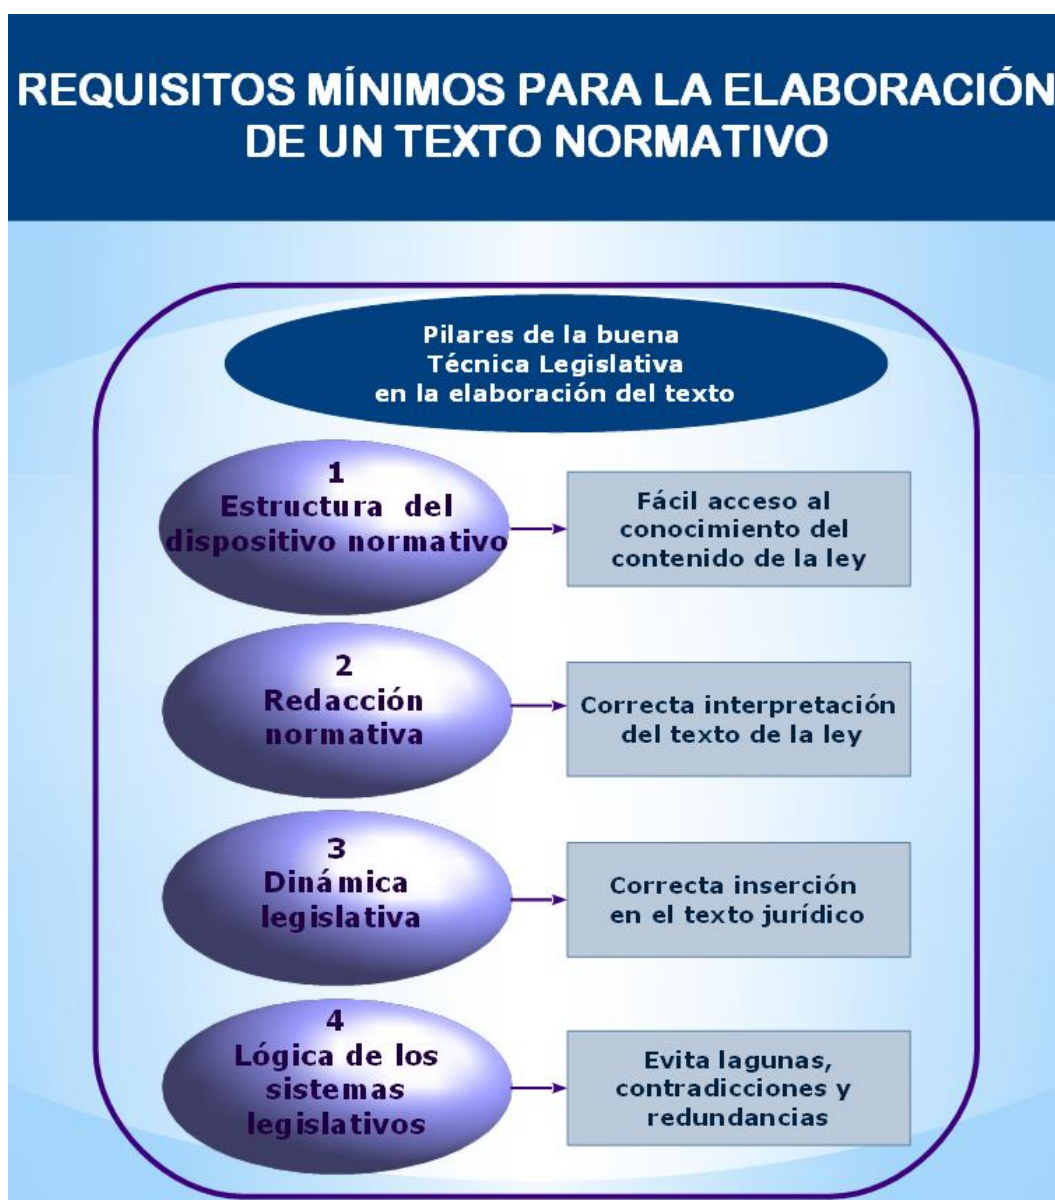 REQUISITOS MÍNIMOS PARA LA ELABORACIÓN
DE UN TEXTO NORMATIVO
Pilares de la buena
Técnica Legislativa
en la elaboración del texto
1
Estructura del
dispositivo normativo
Fácil acceso al
conocimiento del
contenido de la ley
2
Redacción
normativa
Correcta interpretación
del texto de la ley
3
Dinámica
legislativa
Correcta inserción
en el texto jurídico
4
Lógica de los
sistemas
legislativos
Evita lagunas,
contradicciones y
redundancias